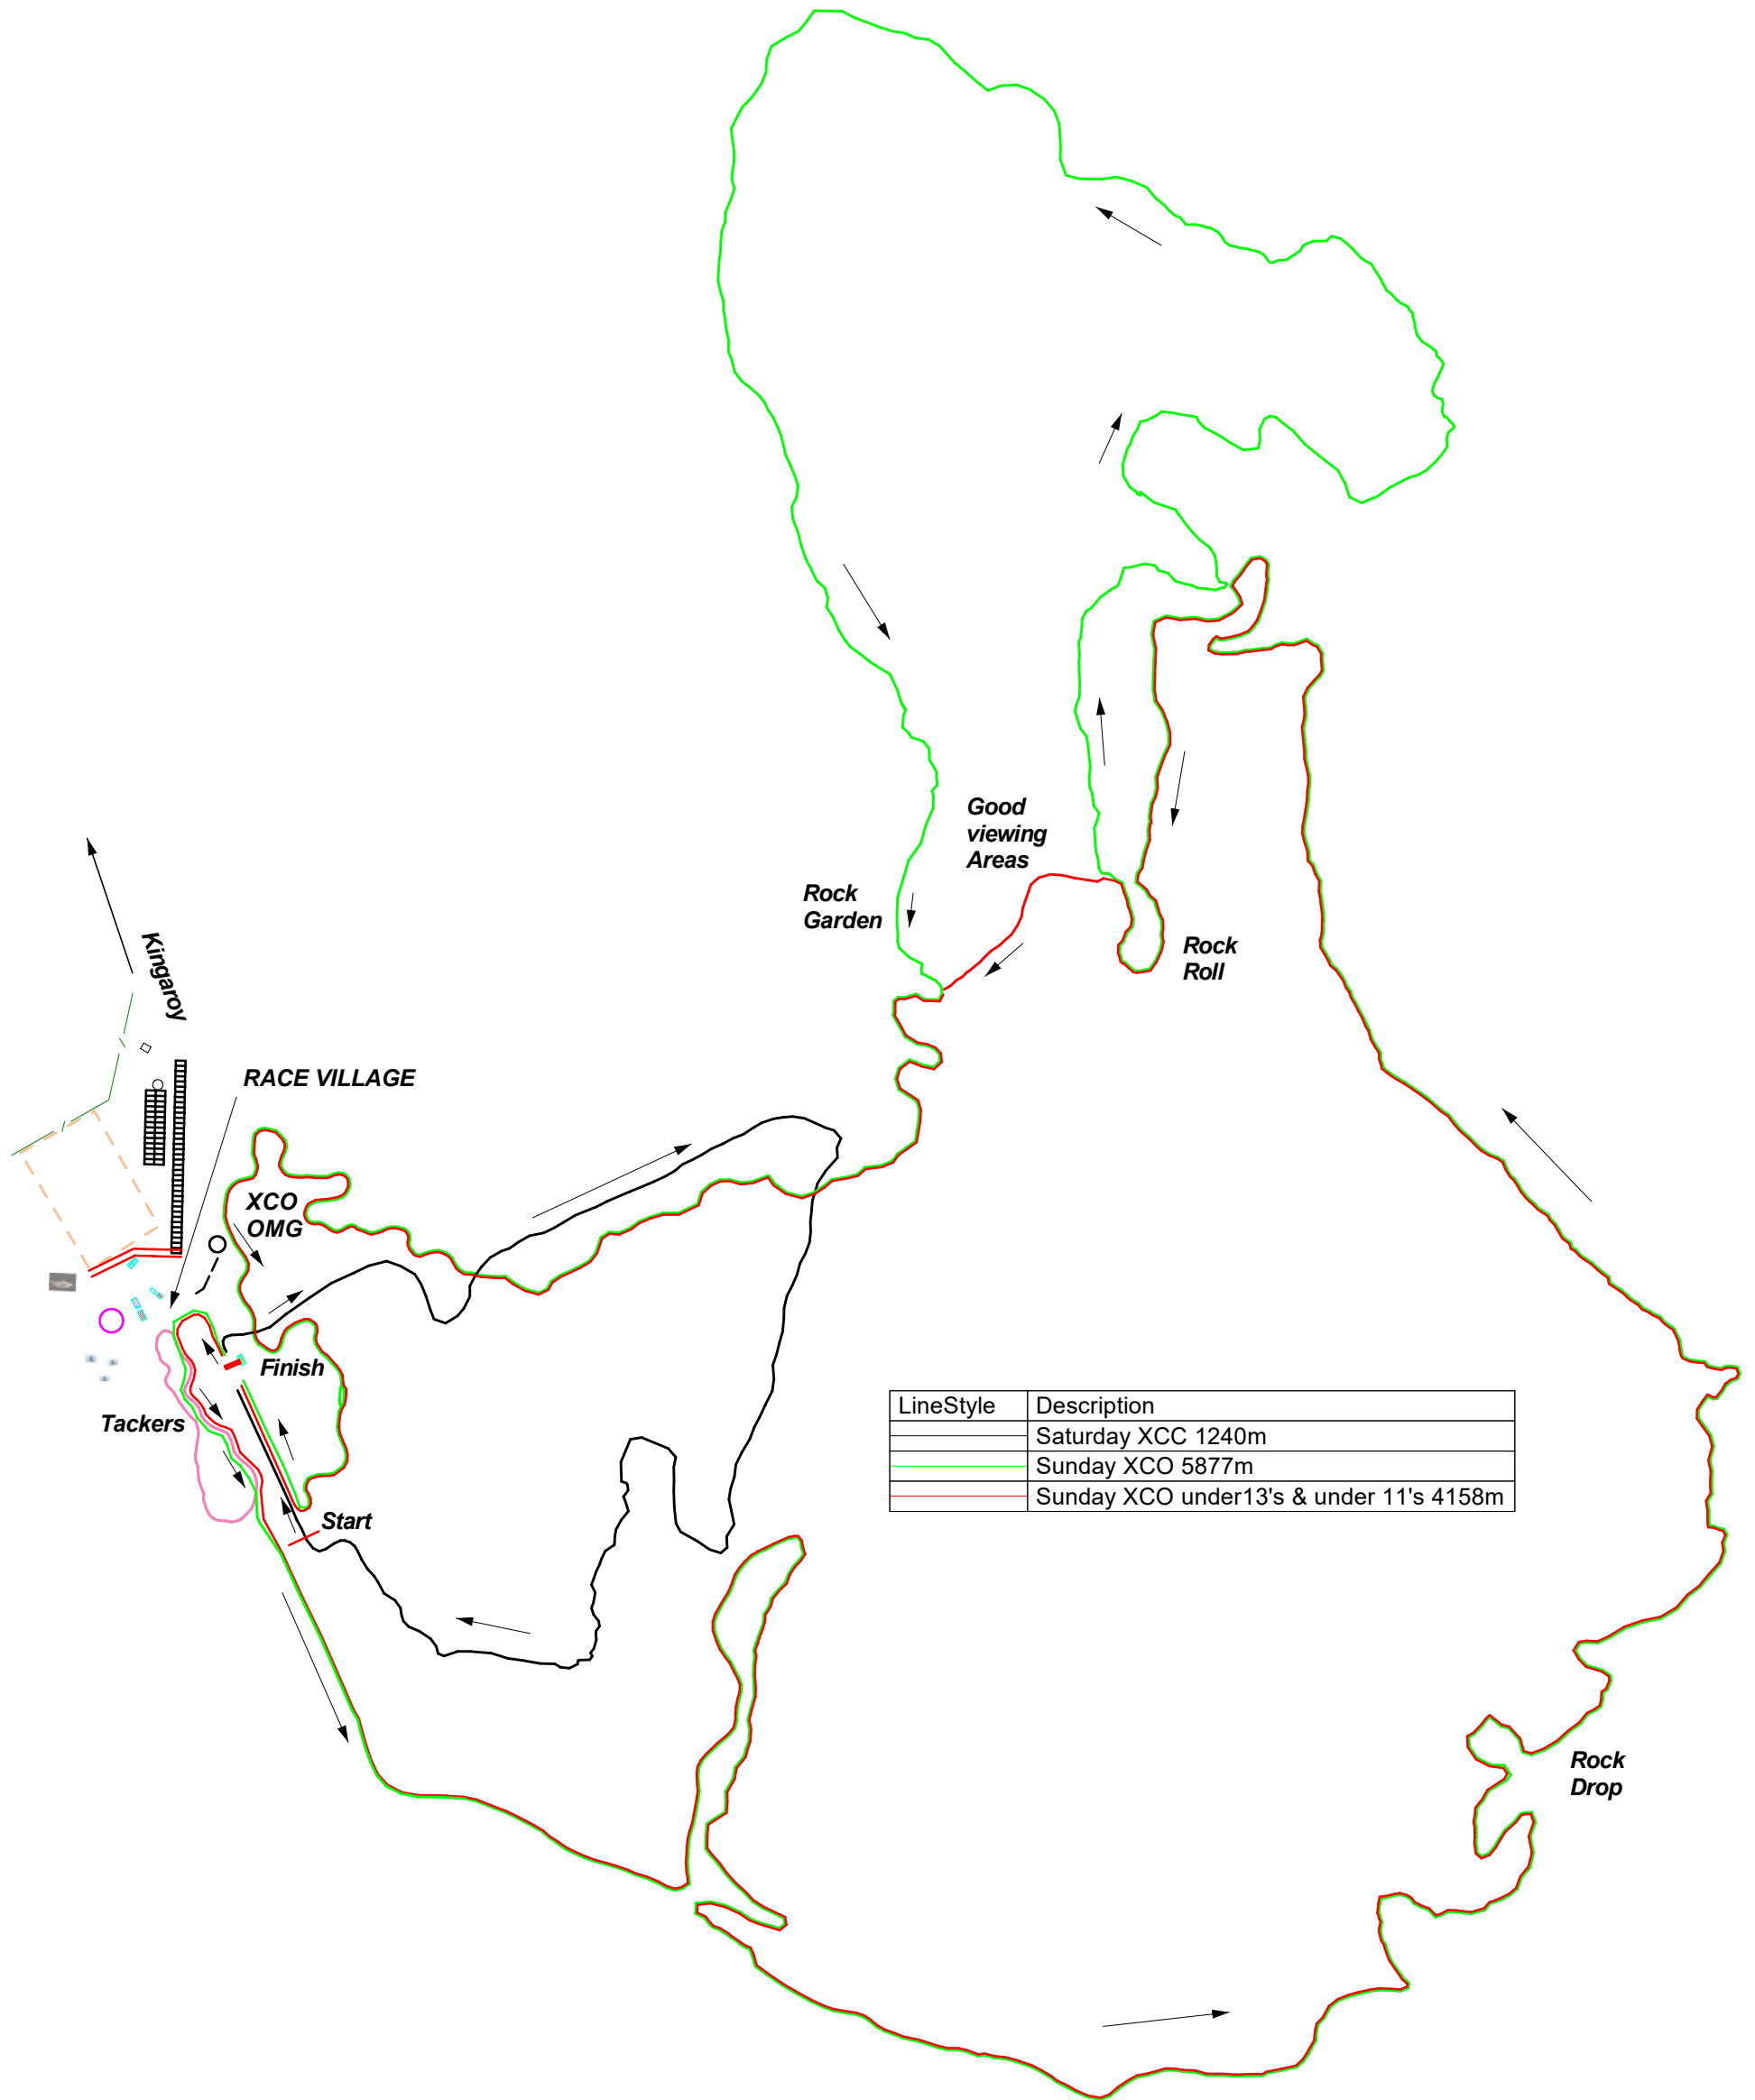 Good
viewing
Areas
Rock
Garden
Rock
Roll
Kingaroy
RACE VILLAGE
XCO
OMG
Finish
Tackers
Start
LineStyle Description
Saturday XCC 1240m
Sunday XCO 5877m
Sunday XCO under13's & under 11's 4158m
Rock
Drop